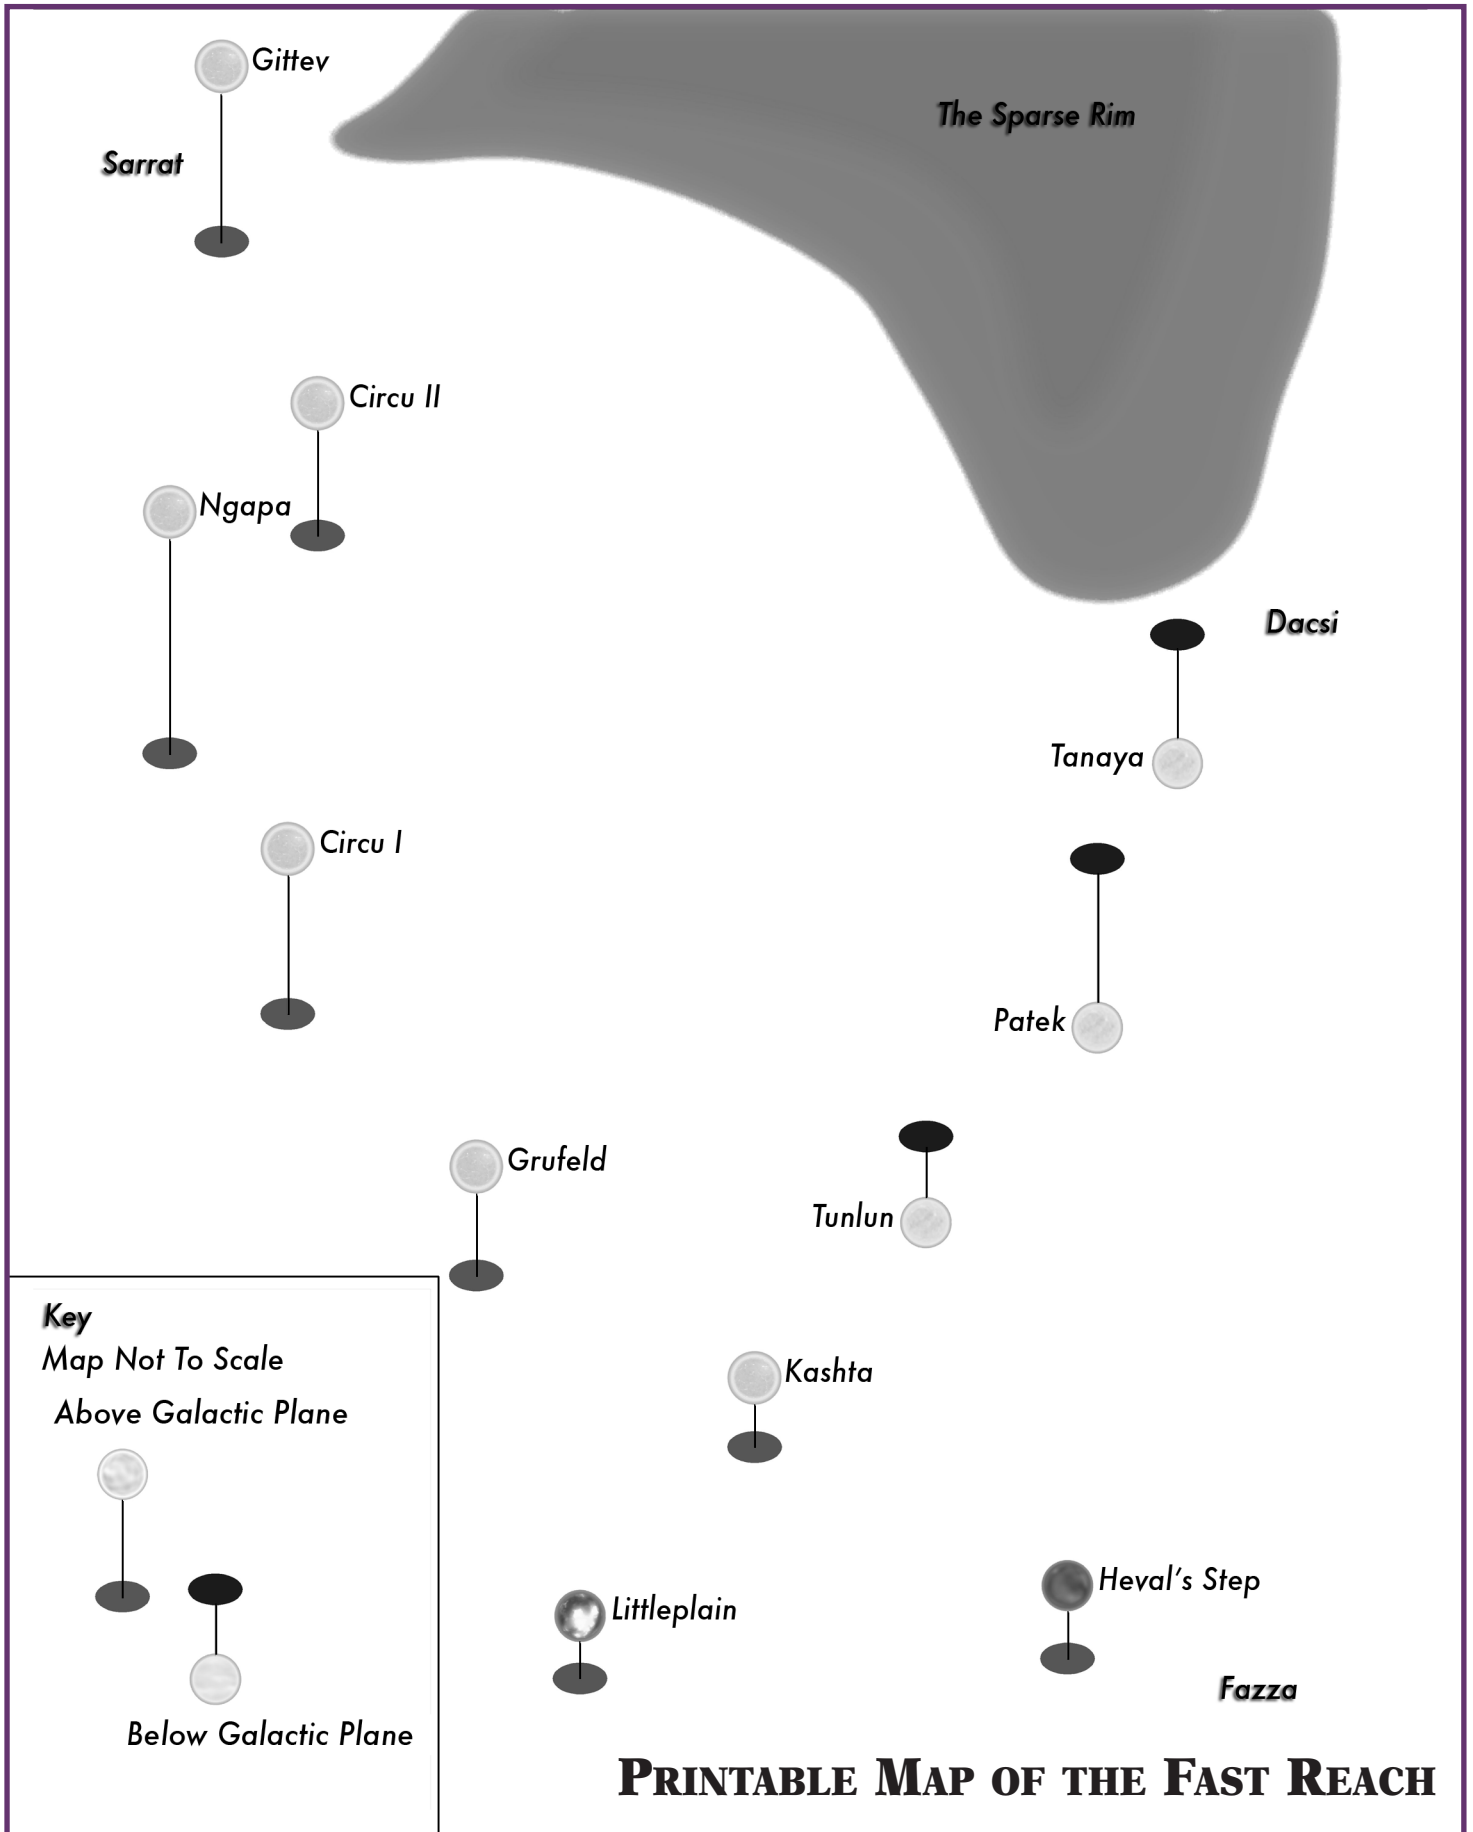 Gittev
The Sparse Rim
Sarrat
Circu II
Ngapa
Dacsi
Tanaya
Circu I
Patek
Grufeld
Tunlun
Key
Map Not To Scale
Above Galactic Plane
Kashta
Heval's Step
Littleplain
Fazza
Below Galactic Plane
Printable Map of the Fast Reach